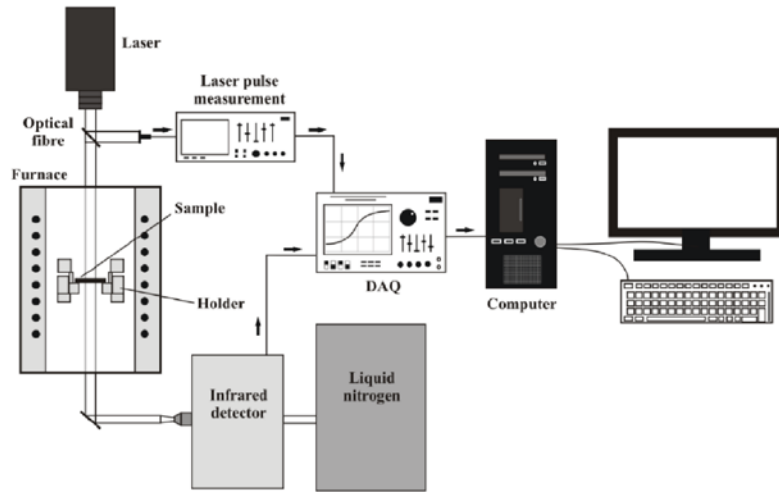 Laser
Laser pulse
measurement
Optical
fibre
Furnace
Sample
Holder
DAQ
Computer
Infrared
detector
Liquid
nitrogen